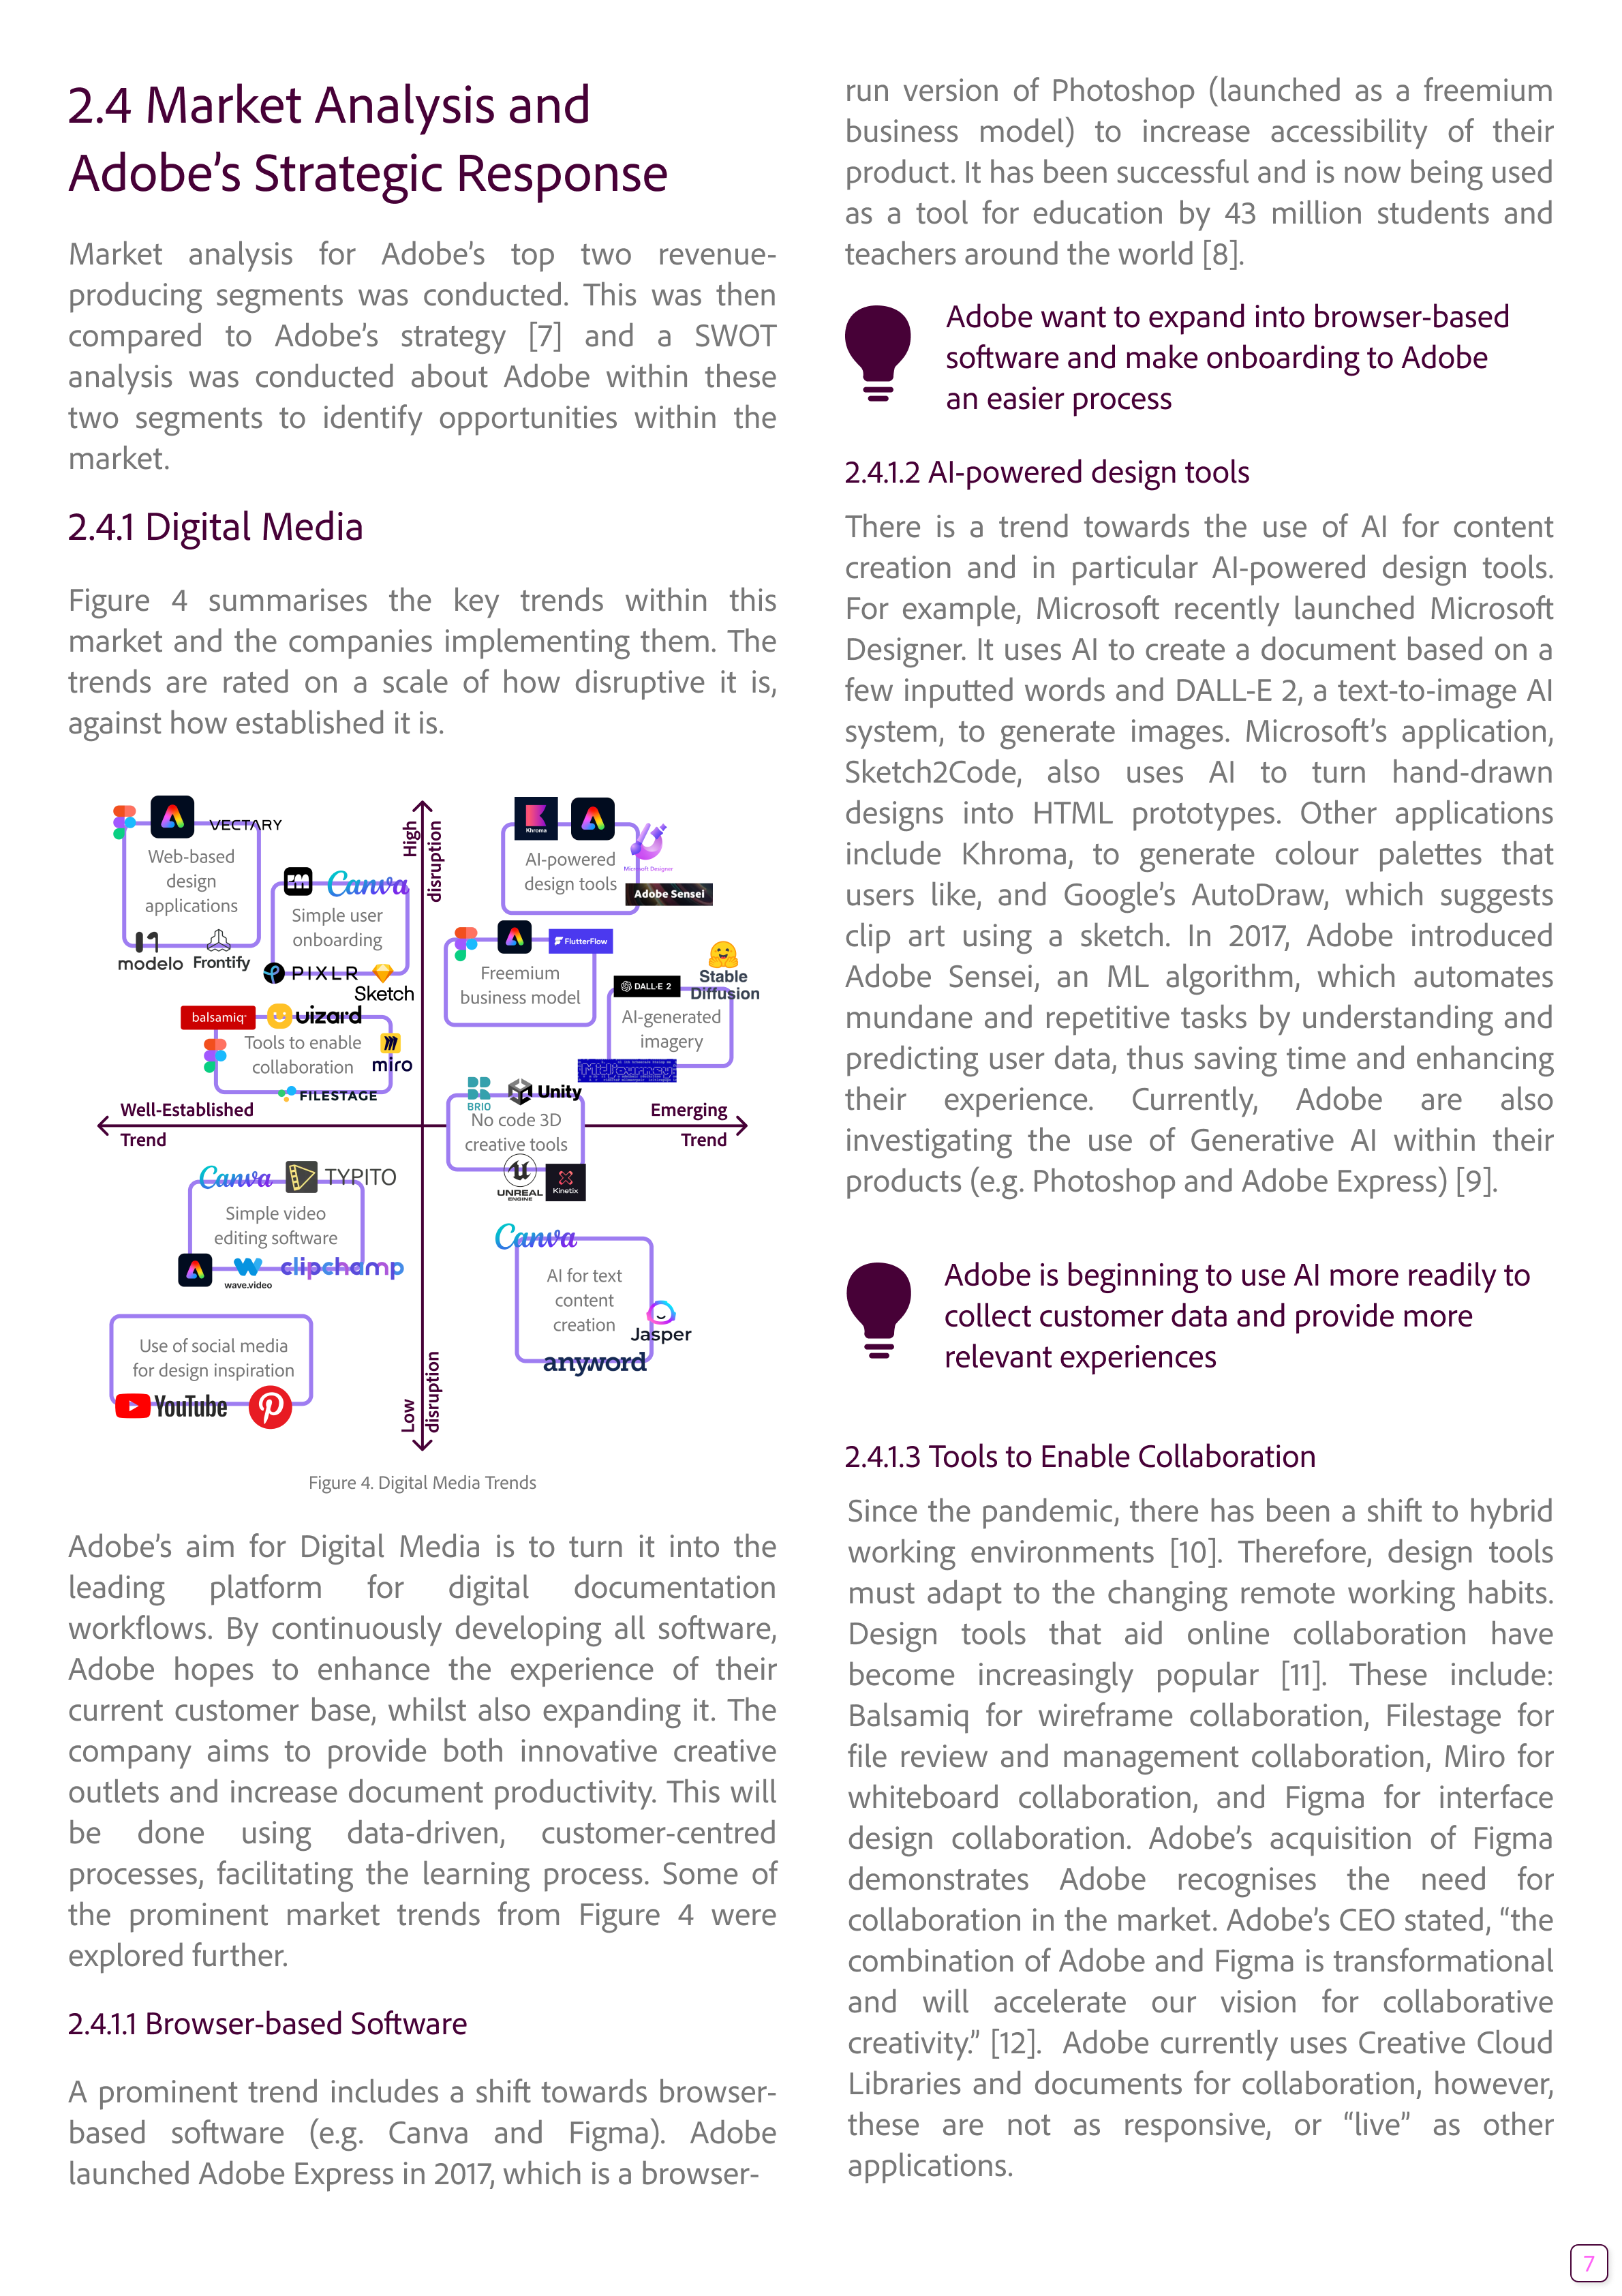 2.4 Market Analysis and
Adobe's Strategic Response
Market analysis for Adobe's top two revenue-
producing segments was conducted. This was then
compared to Adobe's strategy [7] and a SWOT
analysis was conducted about Adobe within these
two segments to identify opportunities within the
market.
2.4.1 Digital Media
Figure 4 summarises the key trends within this
market and the companies implementing them. The
trends are rated on a scale of how disruptive it is,
against how established it is.
VECTARY
Web-based
design
applications
modelo
Frontify
Canva
Simple user
onboarding
PIXLR
Sketch
balsamiq
uizard
Tools to enable
collaboration
miro
FILESTAGE
High
disruption
Khroma
AI-powered
design tools
Microsoft Designer
Adobe Sensei
FlutterFlow
Freemium
business model
DALL·E 2
Stable
Diffusion
AI-generated
imagery
Midjourney
BRIO
Unity
No code 3D
creative tools
UNREAL
ENGINE
Kinetix
Well-Established
Trend
Emerging
Trend
Canva
TYPITO
Simple video
editing software
wave.video
clipchamp
Use of social media
for design inspiration
YouTube
Canva
AI for text
content
creation
Jasper
anyword
Low
disruption
Figure 4. Digital Media Trends
Adobe's aim for Digital Media is to turn it into the
leading platform for digital documentation
workflows. By continuously developing all software,
Adobe hopes to enhance the experience of their
current customer base, whilst also expanding it. The
company aims to provide both innovative creative
outlets and increase document productivity. This will
be done using data-driven, customer-centred
processes, facilitating the learning process. Some of
the prominent market trends from Figure 4 were
explored further.
2.4.1.1 Browser-based Software
A prominent trend includes a shift towards browser-
based software (e.g. Canva and Figma). Adobe
launched Adobe Express in 2017, which is a browser-
run version of Photoshop (launched as a freemium
business model) to increase accessibility of their
product. It has been successful and is now being used
as a tool for education by 43 million students and
teachers around the world [8].
Adobe want to expand into browser-based
software and make onboarding to Adobe
an easier process
2.4.1.2 AI-powered design tools
There is a trend towards the use of AI for content
creation and in particular AI-powered design tools.
For example, Microsoft recently launched Microsoft
Designer. It uses AI to create a document based on a
few inputted words and DALL-E 2, a text-to-image AI
system, to generate images. Microsoft's application,
Sketch2Code, also uses AI to turn hand-drawn
designs into HTML prototypes. Other applications
include Khroma, to generate colour palettes that
users like, and Google's AutoDraw, which suggests
clip art using a sketch. In 2017, Adobe introduced
Adobe Sensei, an ML algorithm, which automates
mundane and repetitive tasks by understanding and
predicting user data, thus saving time and enhancing
their experience. Currently, Adobe are also
investigating the use of Generative AI within their
products (e.g. Photoshop and Adobe Express) [9].
Adobe is beginning to use AI more readily to
collect customer data and provide more
relevant experiences
2.4.1.3 Tools to Enable Collaboration
Since the pandemic, there has been a shift to hybrid
working environments [10]. Therefore, design tools
must adapt to the changing remote working habits.
Design tools that aid online collaboration have
become increasingly popular [11]. These include:
Balsamiq for wireframe collaboration, Filestage for
file review and management collaboration, Miro for
whiteboard collaboration, and Figma for interface
design collaboration. Adobe's acquisition of Figma
demonstrates Adobe recognises the need for
collaboration in the market. Adobe's CEO stated, “the
combination of Adobe and Figma is transformational
and will accelerate our vision for collaborative
creativity.” [12]. Adobe currently uses Creative Cloud
Libraries and documents for collaboration, however,
these are not as responsive, or “live” as other
applications.
7